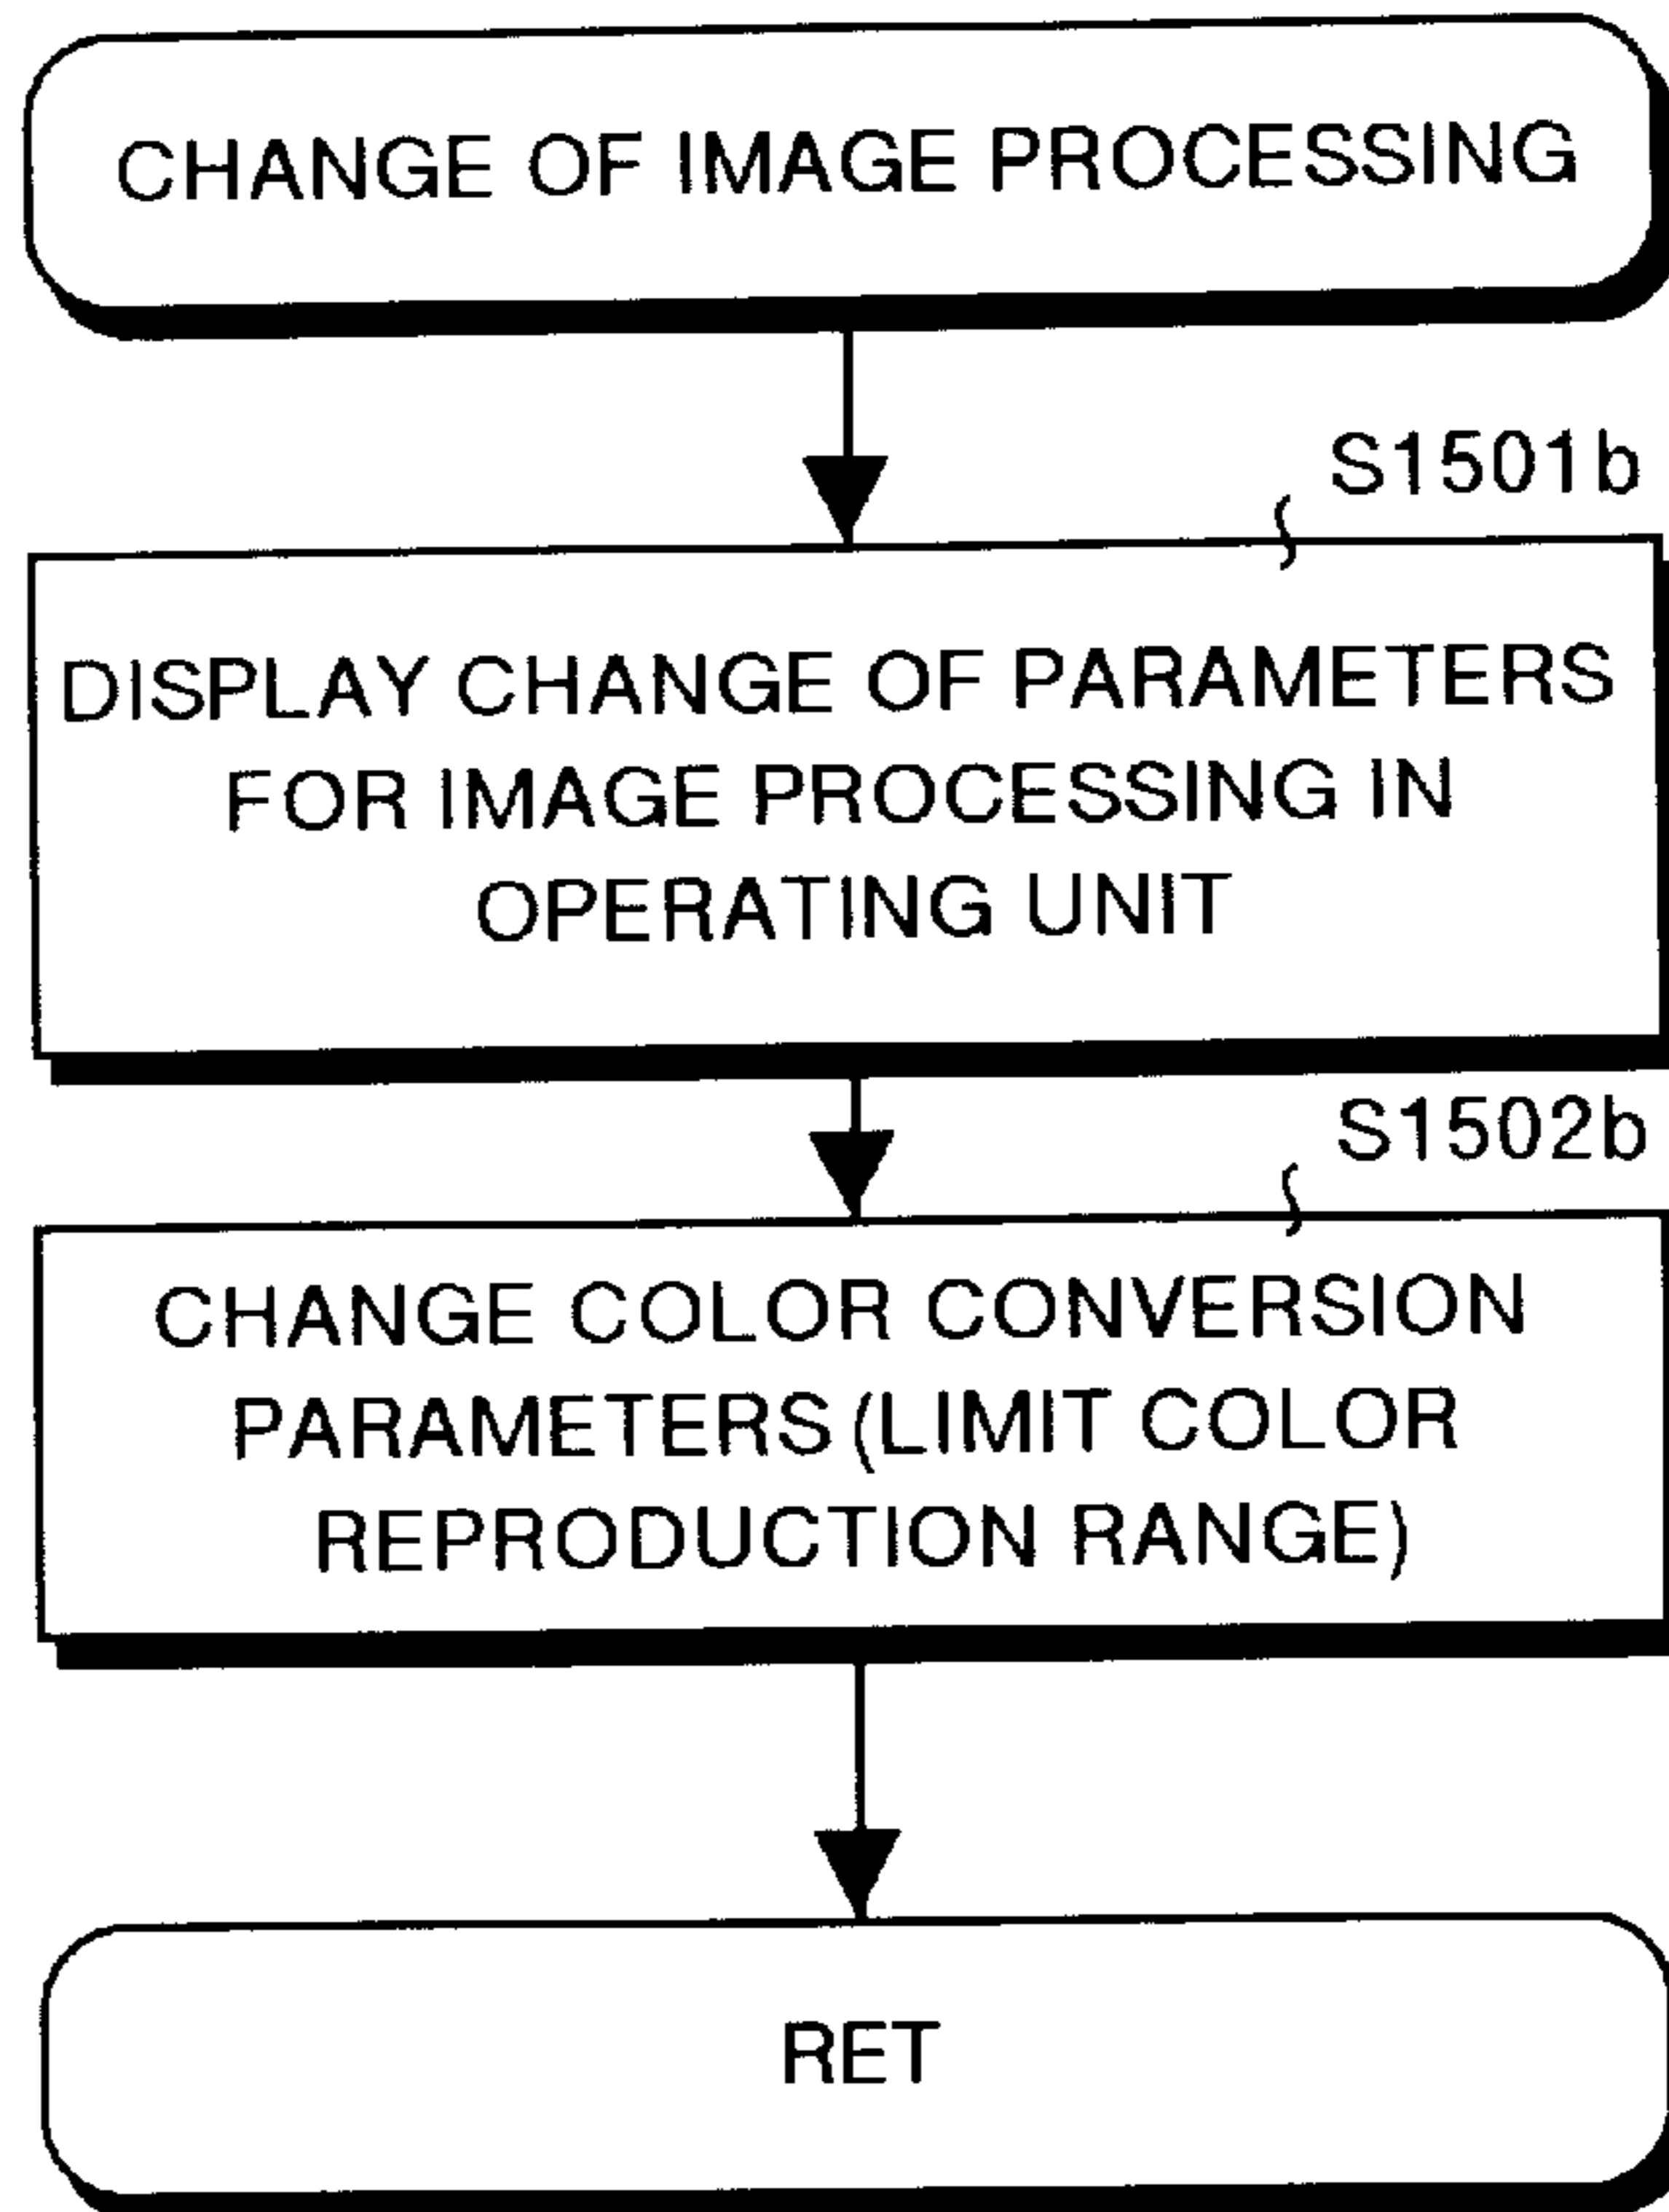 CHANGE OF IMAGE PROCESSING
S1501b
DISPLAY CHANGE OF PARAMETERS
FOR IMAGE PROCESSING IN
OPERATING UNIT
S1502b
CHANGE COLOR CONVERSION
PARAMETERS (LIMIT COLOR
REPRODUCTION RANGE)
RET